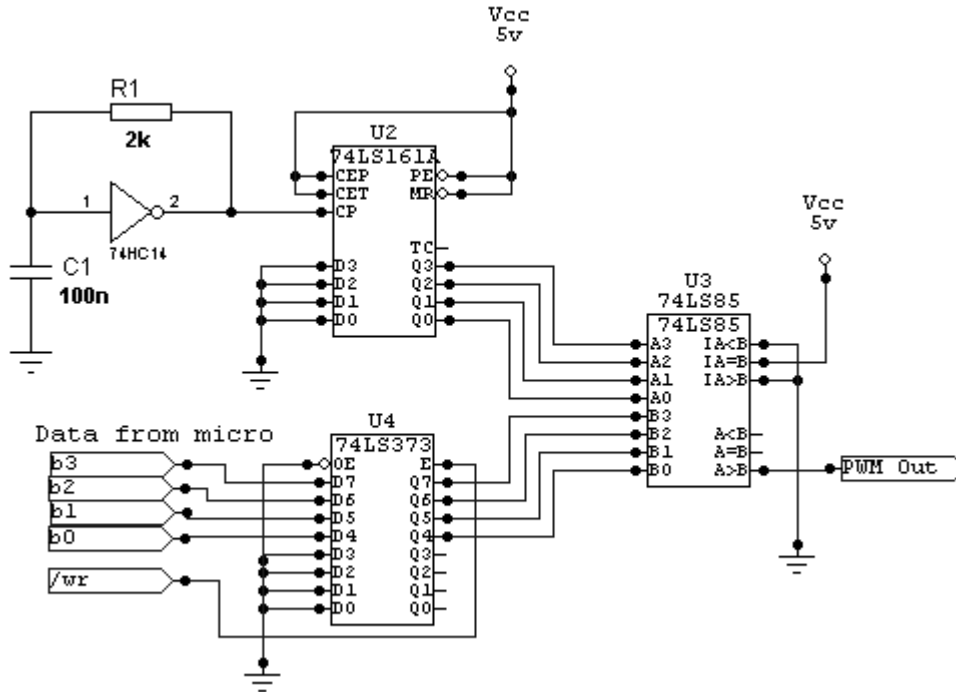 Vcc
5v
R1
2k
1
2
74HC14
C1
100n
U2
74LS161A
CEP PE
CET MR
CP
TC
D3 Q3
D2 Q2
D1 Q1
D0 Q0
Vcc
5v
U3
74LS85
74LS85
A3 IA<B
A2 IA=B
A1 IA>B
A0
B3
B2 A<B
B1 A=B
B0 A>B
PWM Out
Data from micro
b3
b2
b1
b0
/wr
U4
74LS373
OE E
D7 Q7
D6 Q6
D5 Q5
D4 Q4
D3 Q3
D2 Q2
D1 Q1
D0 Q0